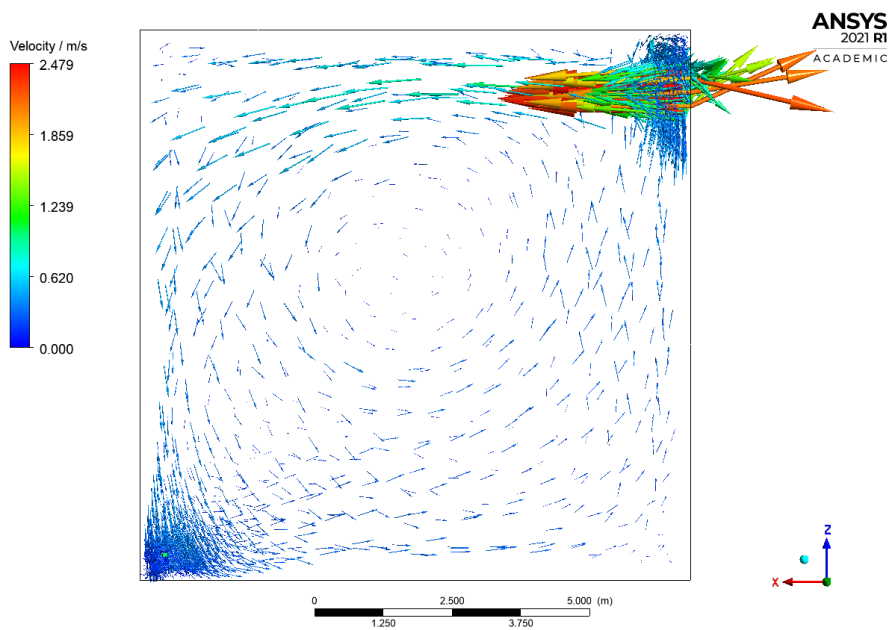 ANSYS
2021 R1
ACADEMIC
Velocity / m/s
2.479
1.859
1.239
0.620
0.000
Z
X
0 2.500 5.000 (m)
1.250 3.750